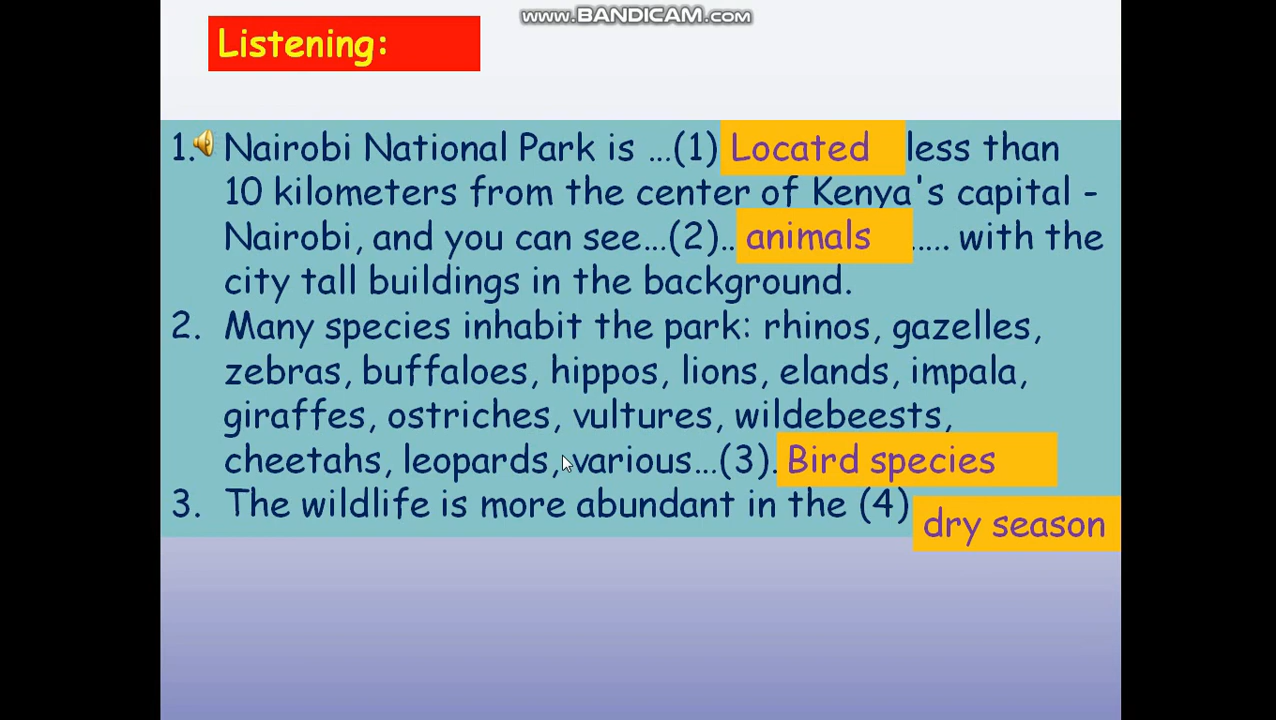 www.BANDICAM.com
Listening:
1. Nairobi National Park is ...(1) Located less than
10 kilometers from the center of Kenya's capital -
Nairobi, and you can see...(2).. animals ..... with the
city tall buildings in the background.
2. Many species inhabit the park: rhinos, gazelles,
zebras, buffaloes, hippos, lions, elands, impala,
giraffes, ostriches, vultures, wildebeests,
cheetahs, leopards, various...(3). Bird species
3. The wildlife is more abundant in the (4)
dry season